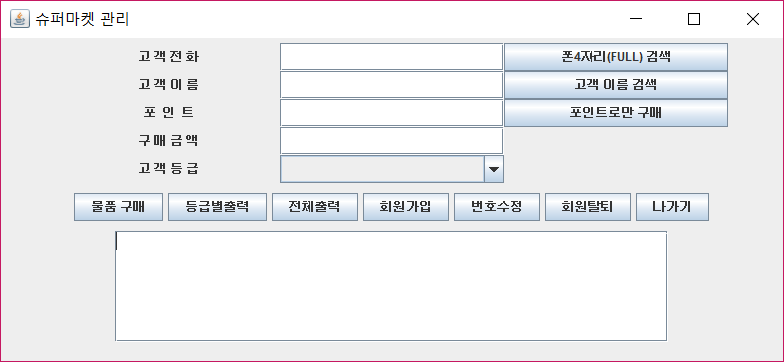 슈퍼마켓 관리
고 객 전 화 폰4자리(FULL) 검색
고 객 이 름 고객 이름 검색
포 인 트 포인트로만 구매
구 매 금 액
고 객 등 급
물품 구매 등급별출력 전체출력 회원가입 번호수정 회원탈퇴 나가기